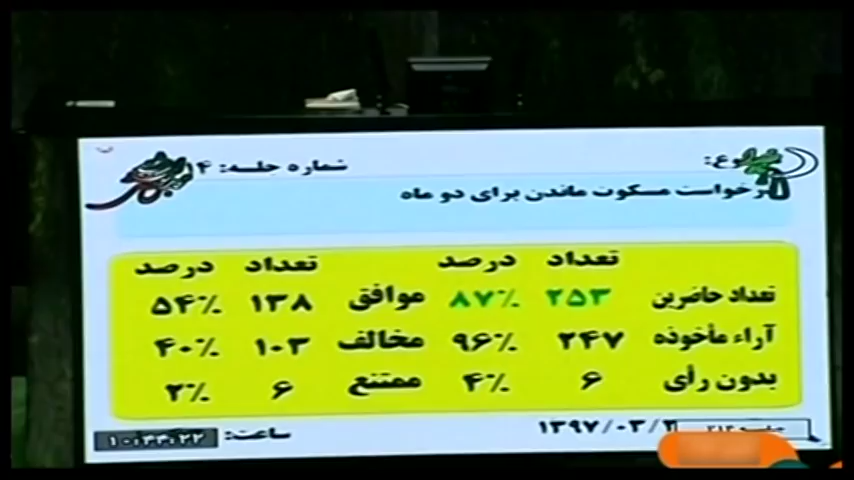 شماره جلسه: ۴
درخواست مسکوت ماندن برای دو ماه
تعداد درصد تعداد درصد
تعداد حاضرین ۲۵۳ ۸۷٪ موافق ۱۳۸ ۵۴٪
آراء مأخوذه ۲۴۷ ۹۶٪ مخالف ۱۰۳ ۴۰٪
بدون رأی ۶ ۴٪ ممتنع ۶ ۲٪
۱۳۹۷/۰۳/۲ ساعت: ۱۰:۴۴:۲۲